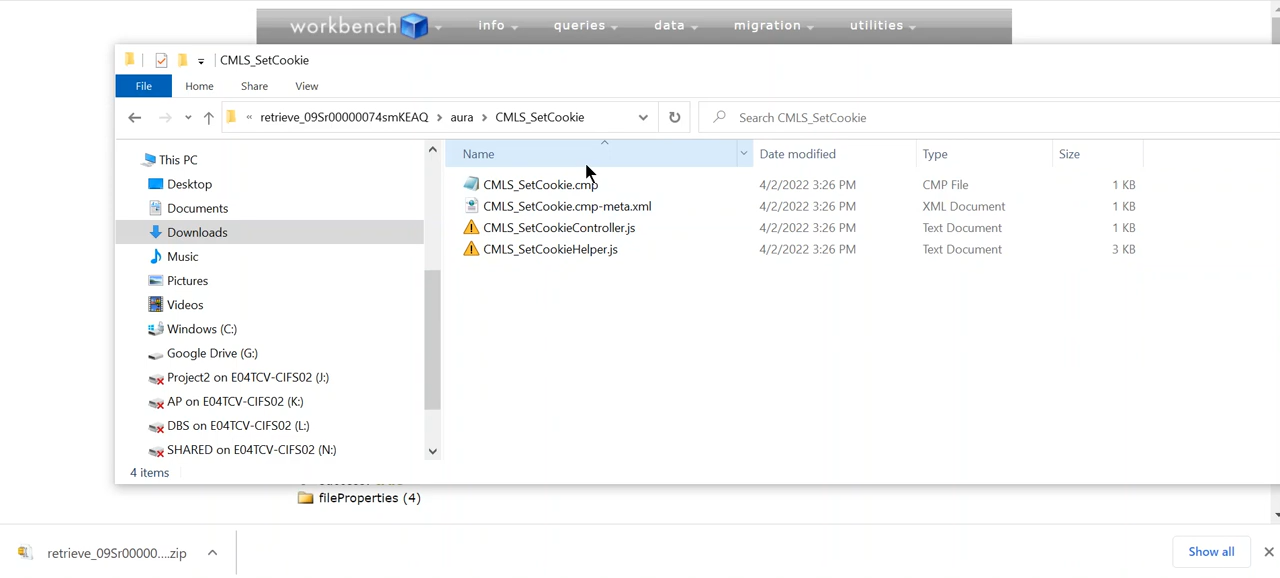 workbench info queries data migration utilities
CMLS_SetCookie
File Home Share View
« retrieve_09Sr00000074smKEAQ > aura > CMLS_SetCookie
Search CMLS_SetCookie
Name Date modified Type Size
This PC
Desktop
Documents
Downloads
Music
Pictures
Videos
Windows (C:)
Google Drive (G:)
Project2 on E04TCV-CIFS02 (J:)
AP on E04TCV-CIFS02 (K:)
DBS on E04TCV-CIFS02 (L:)
SHARED on E04TCV-CIFS02 (N:)
CMLS_SetCookie.cmp 4/2/2022 3:26 PM CMP File 1 KB
CMLS_SetCookie.cmp-meta.xml 4/2/2022 3:26 PM XML Document 1 KB
CMLS_SetCookieController.js 4/2/2022 3:26 PM Text Document 1 KB
CMLS_SetCookieHelper.js 4/2/2022 3:26 PM Text Document 3 KB
4 items
fileProperties (4)
retrieve_09Sr00000....zip
Show all